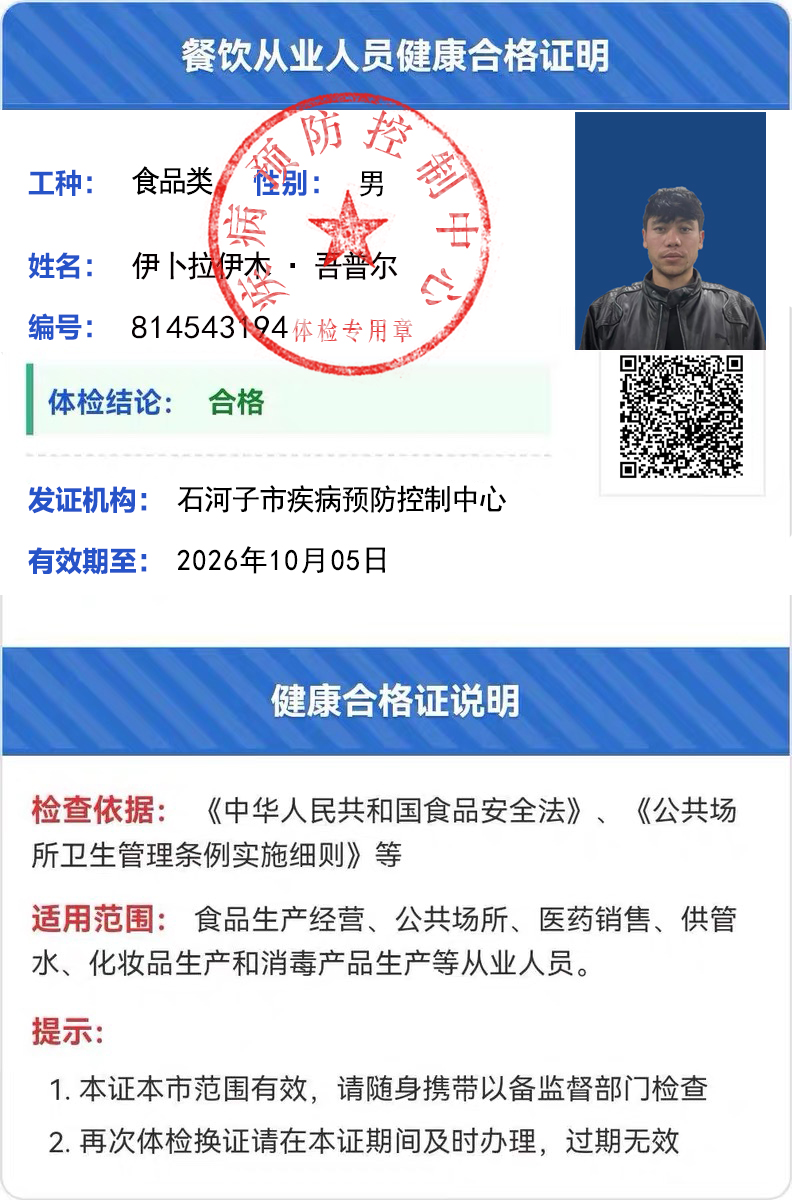 餐饮从业人员健康合格证明
疾病预防控制中心
工种： 食品类 性别： 男
姓名： 伊卜拉伊木 · 吾普尔
编号： 814543194
体检专用章
体检结论： 合格
发证机构： 石河子市疾病预防控制中心
有效期至： 2026年10月05日
健康合格证说明
检查依据： 《中华人民共和国食品安全法》、《公共场
所卫生管理条例实施细则》等
适用范围： 食品生产经营、公共场所、医药销售、供管
水、化妆品生产和消毒产品生产等从业人员。
提示：
1. 本证本市范围有效，请随身携带以备监督部门检查
2. 再次体检换证请在本证期间及时办理，过期无效